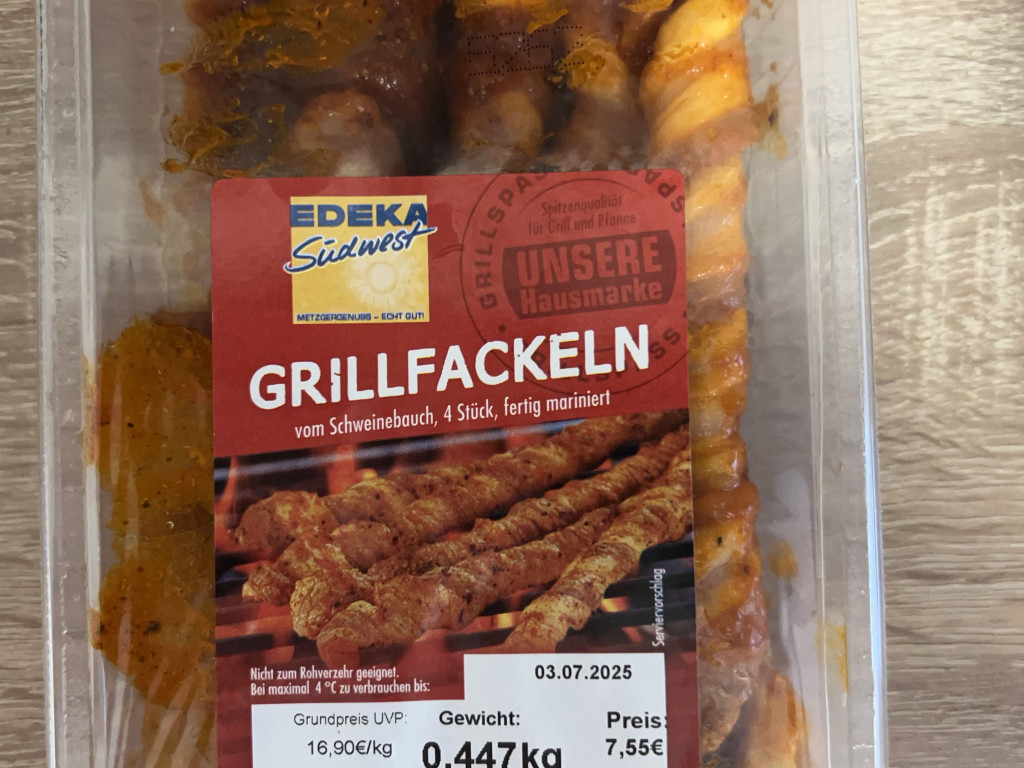 EDEKA
Südwest
METZGERGENUSS – ECHT GUT!
Spitzenqualität
für Grill und Pfanne
UNSERE
Hausmarke
GRILLFACKELN
vom Schweinebauch, 4 Stück, fertig mariniert
Serviervorschlag
Nicht zum Rohverzehr geeignet.
Bei maximal 4 °C zu verbrauchen bis:
03.07.2025
Grundpreis UVP: Gewicht: Preis:
16,90€/kg 0,447kg 7,55€